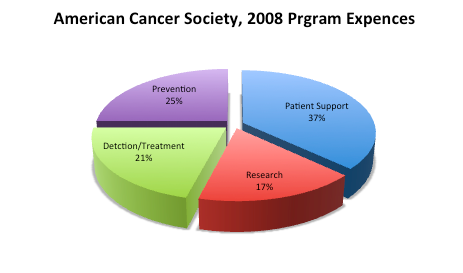 American Cancer Society, 2008 Prgram Expences
Prevention
25%
Patient Support
37%
Detction/Treatment
21%
Research
17%